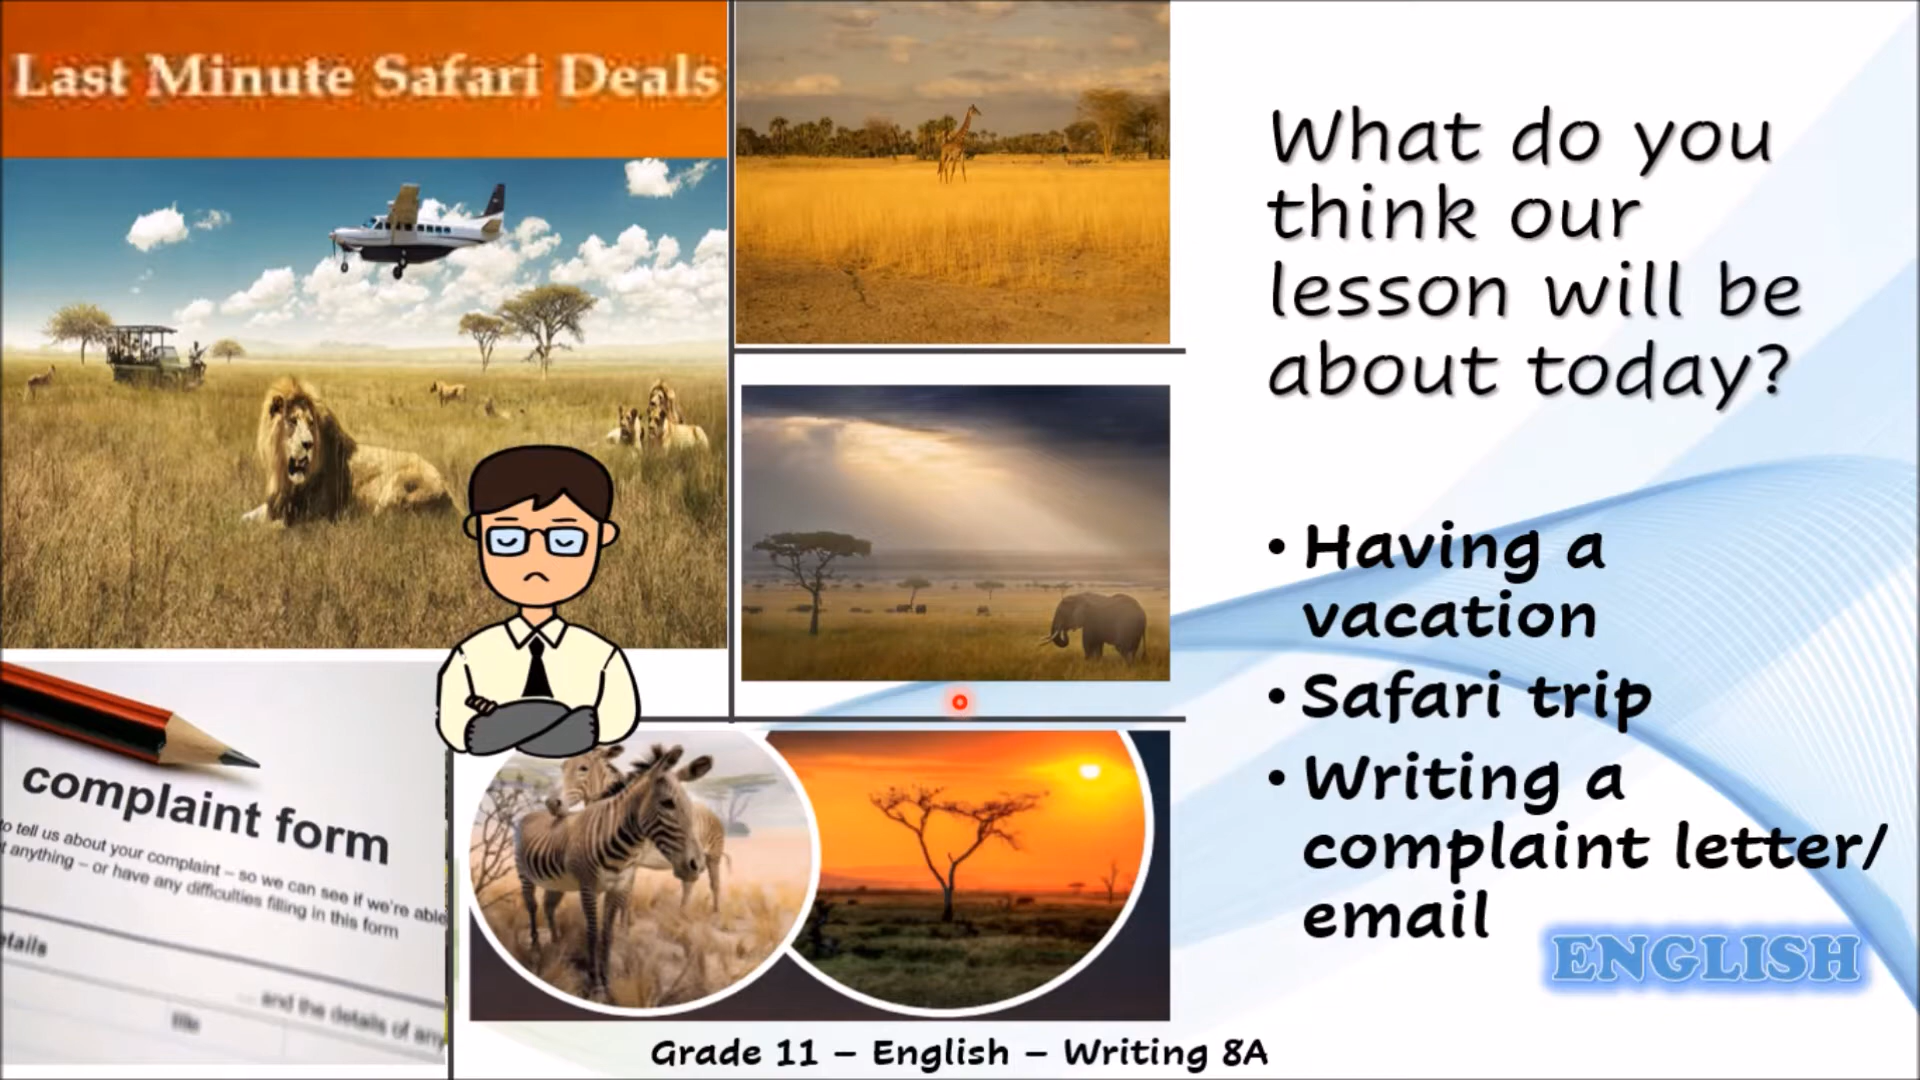 Last Minute Safari Deals
What do you
think our
lesson will be
about today?
• Having a
vacation
• Safari trip
• Writing a
complaint letter/
email
ENGLISH
complaint form
to tell us about your complaint – so we can see if we're able
t anything – or have any difficulties filling in this form
etails
and the details of any
title
Grade 11 – English – Writing 8A